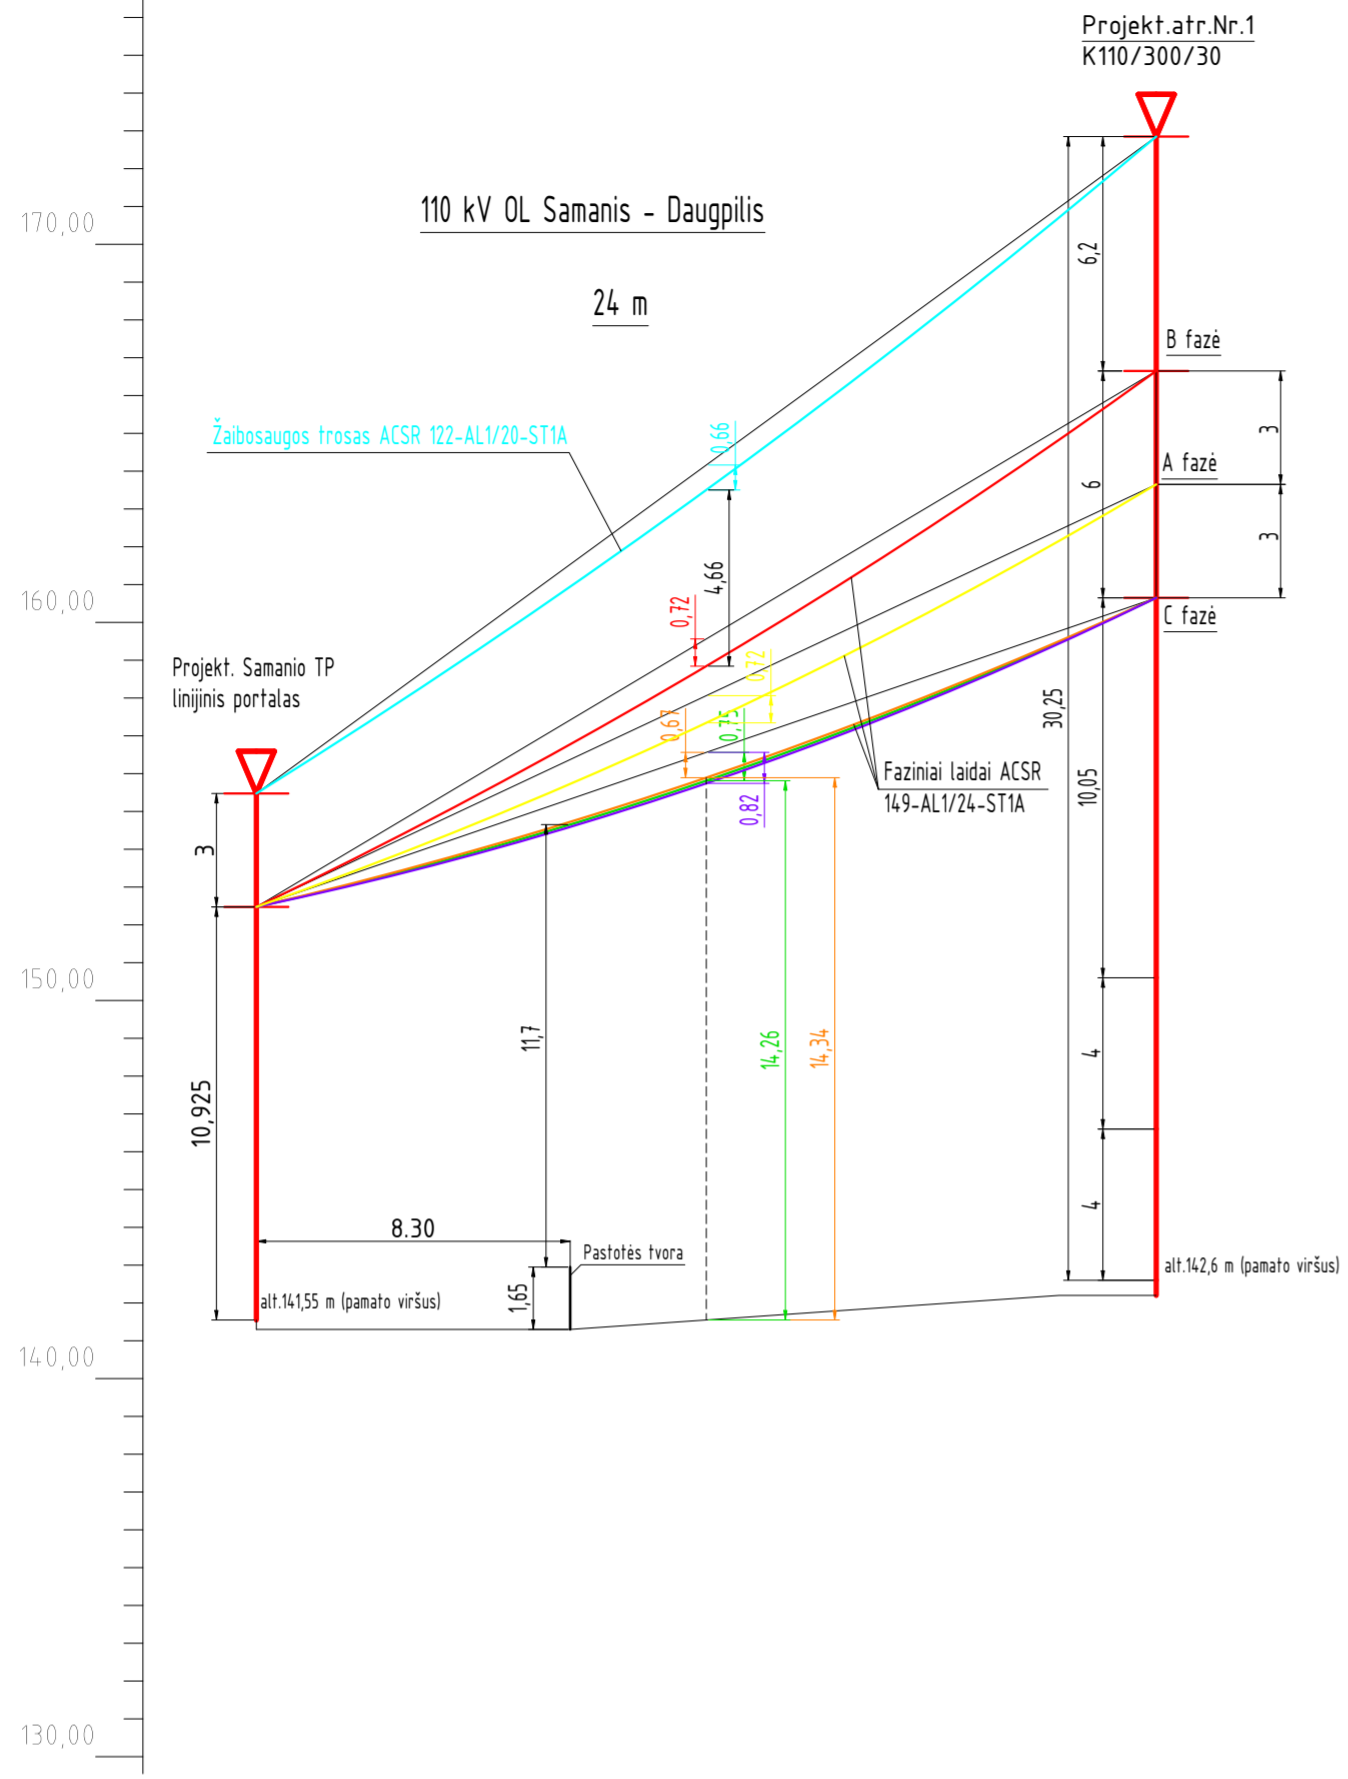 Projekt.atr.Nr.1
K110/300/30
170,00
110 kV OL Samanis - Daugpilis
24 m
6,2
B fazė
Žaibosaugos trosas ACSR 122-AL1/20-ST1A
0,66
3
A fazė
6
4,66
3
160,00
0,72
C fazė
Projekt. Samanio TP
linijinis portalas
0,72
30,25
0,67
0,75
Faziniai laidai ACSR
149-AL1/24-ST1A
10,05
0,82
3
150,00
11,7
14,26
14,34
4
10,925
4
8.30
Pastotės tvora
1,65
alt.141,55 m (pamato viršus)
alt.142,6 m (pamato viršus)
140,00
130,00